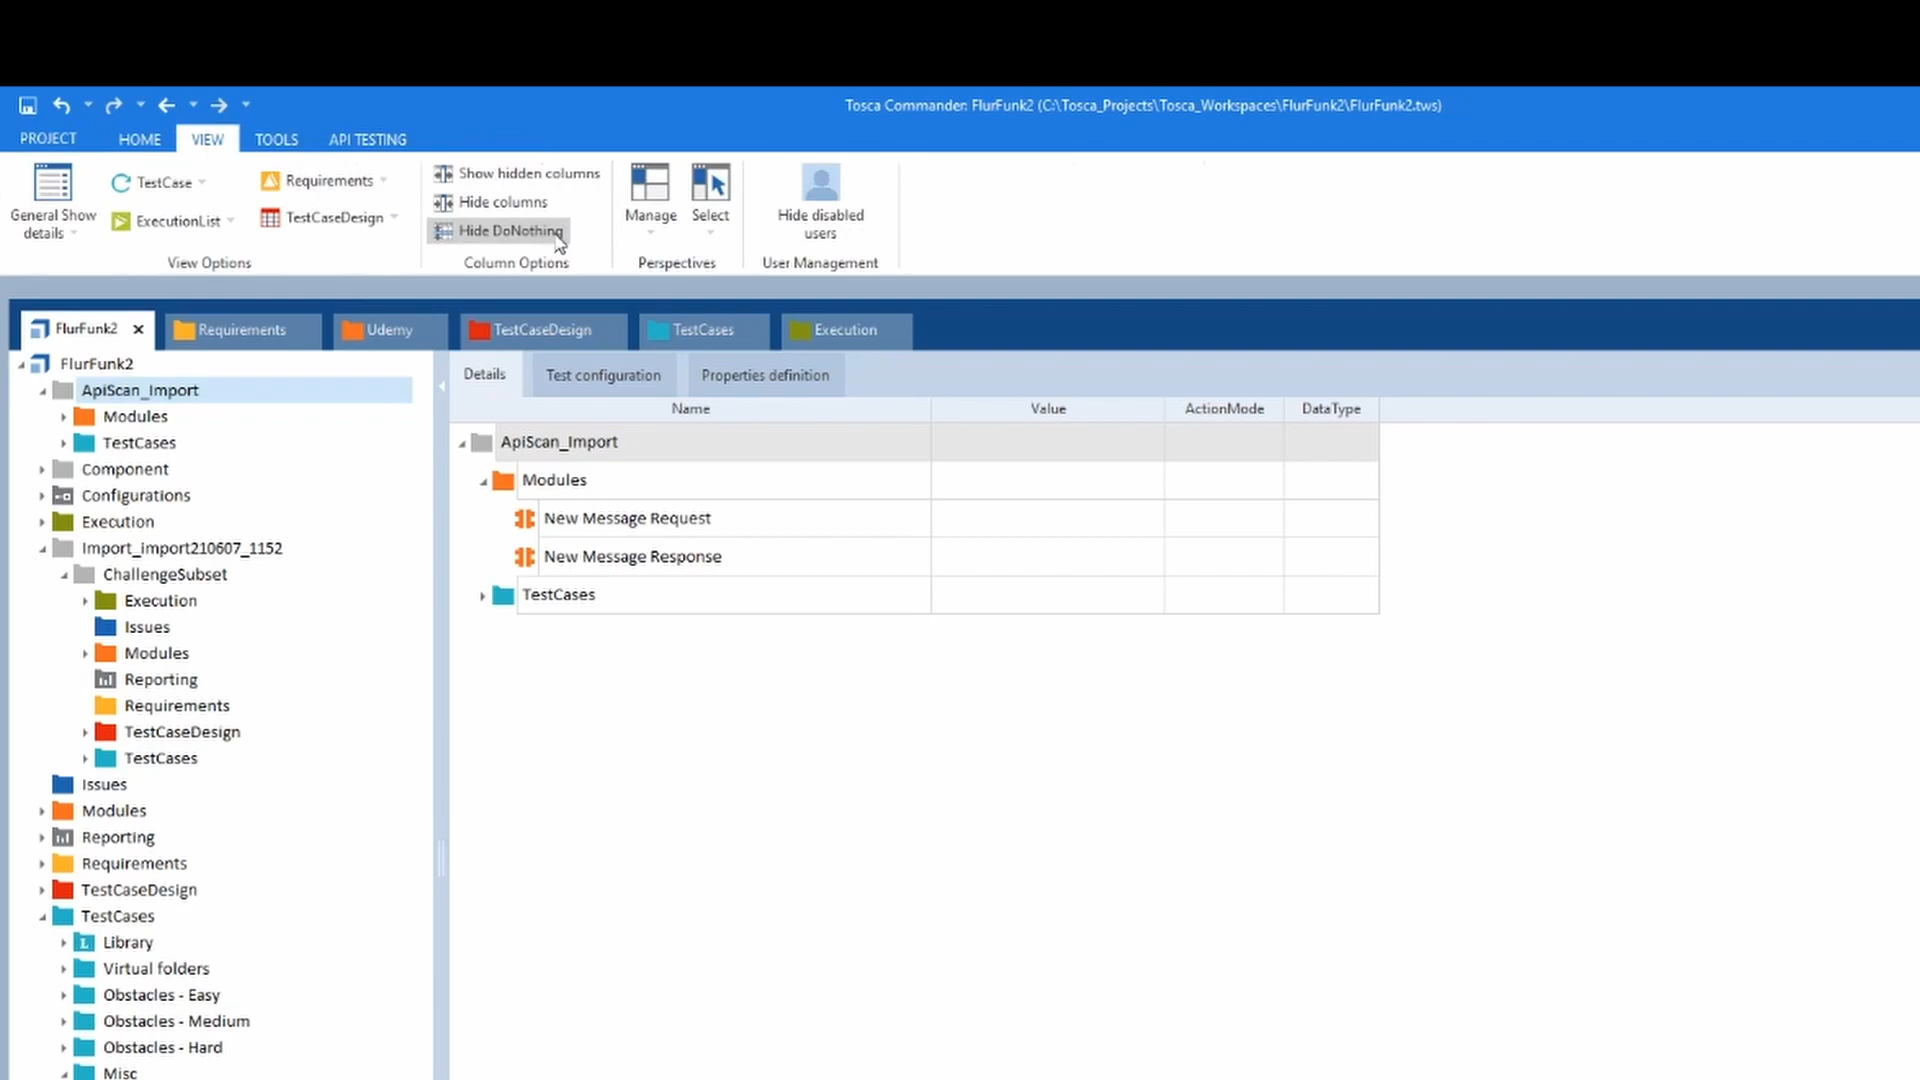 Tosca Commander: FlurFunk2 (C:\Tosca_Projects\Tosca_Workspaces\FlurFunk2\FlurFunk2.tws)
PROJECT HOME VIEW TOOLS API TESTING
General Show details
TestCase
ExecutionList
Requirements
TestCaseDesign
View Options
Show hidden columns
Hide columns
Hide DoNothing
Column Options
Manage
Select
Perspectives
Hide disabled users
User Management
FlurFunk2 Requirements Udemy TestCaseDesign TestCases Execution
FlurFunk2
ApiScan_Import
Modules
TestCases
Component
Configurations
Execution
Import_import210607_1152
ChallengeSubset
Execution
Issues
Modules
Reporting
Requirements
TestCaseDesign
TestCases
Issues
Modules
Reporting
Requirements
TestCaseDesign
TestCases
L Library
Virtual folders
Obstacles - Easy
Obstacles - Medium
Obstacles - Hard
Misc
Details Test configuration Properties definition
Name Value ActionMode DataType
ApiScan_Import
Modules
New Message Request
New Message Response
TestCases